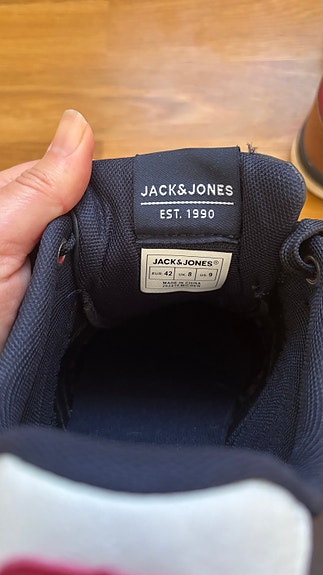 JACK&JONES
EST. 1990
JACK&JONES®
EUR 42 UK 8 US 9
MADE IN CHINA